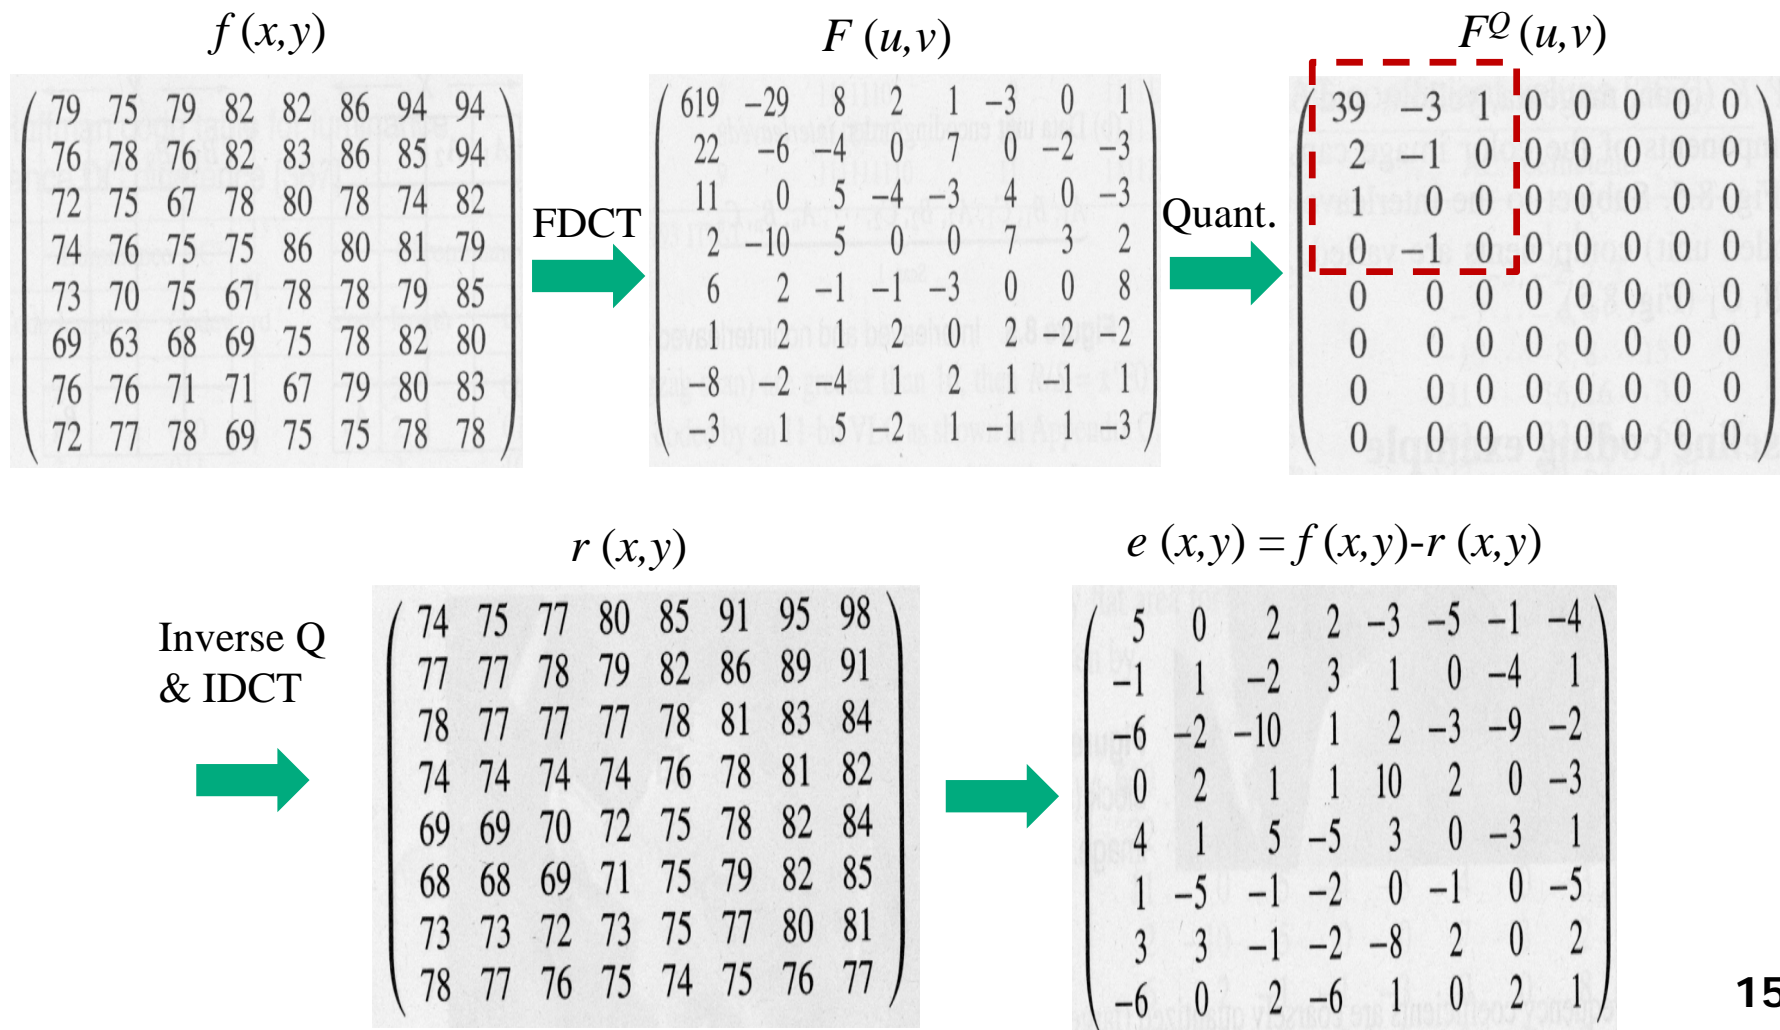 f (x,y)
F (u,v)
F^Q (u,v)
79 75 79 82 82 86 94 94
76 78 76 82 83 86 85 94
72 75 67 78 80 78 74 82
74 76 75 75 86 80 81 79
73 70 75 67 78 78 79 85
69 63 68 69 75 78 82 80
76 76 71 71 67 79 80 83
72 77 78 69 75 75 78 78
FDCT
619 −29 8 2 1 −3 0 1
22 −6 −4 0 7 0 −2 −3
11 0 5 −4 −3 4 0 −3
2 −10 5 0 0 7 3 2
6 2 −1 −1 −3 0 0 8
1 2 1 2 0 2 −2 −2
−8 −2 −4 1 2 1 −1 1
−3 1 5 −2 1 −1 1 −3
Quant.
39 −3 1 0 0 0 0 0
2 −1 0 0 0 0 0 0
1 0 0 0 0 0 0 0
0 −1 0 0 0 0 0 0
0 0 0 0 0 0 0 0
0 0 0 0 0 0 0 0
0 0 0 0 0 0 0 0
0 0 0 0 0 0 0 0
r (x,y)
e (x,y) = f (x,y)-r (x,y)
Inverse Q
& IDCT
74 75 77 80 85 91 95 98
77 77 78 79 82 86 89 91
78 77 77 77 78 81 83 84
74 74 74 74 76 78 81 82
69 69 70 72 75 78 82 84
68 68 69 71 75 79 82 85
73 73 72 73 75 77 80 81
78 77 76 75 74 75 76 77
5 0 2 2 −3 −5 −1 −4
−1 1 −2 3 1 0 −4 1
−6 −2 −10 1 2 −3 −9 −2
0 2 1 1 10 2 0 −3
4 1 5 −5 3 0 −3 1
1 −5 −1 −2 0 −1 0 −5
3 3 −1 −2 −8 2 0 2
−6 0 2 −6 1 0 2 1
15